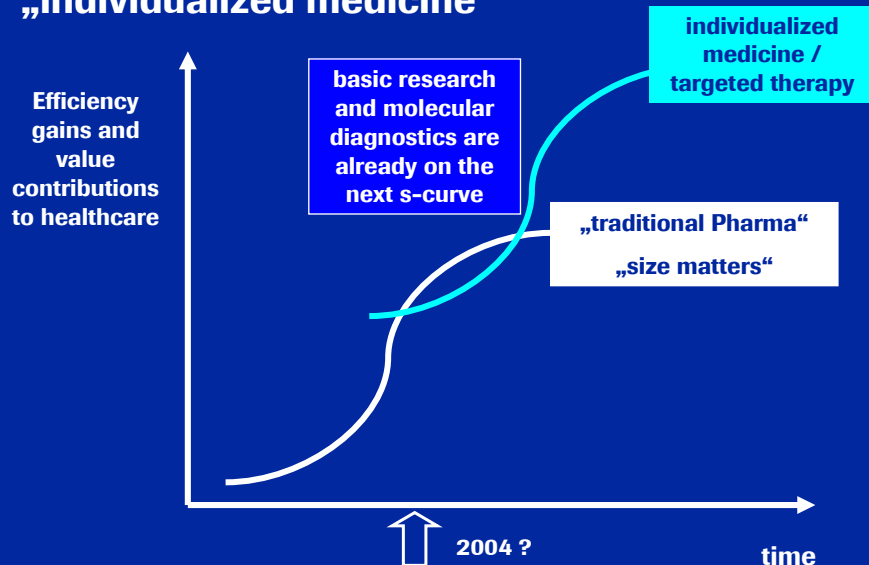 „individualized medicine
individualized
medicine /
targeted therapy
basic research
and molecular
diagnostics are
already on the
next s-curve
Efficiency
gains and
value
contributions
to healthcare
„traditional Pharma“
„size matters“
2004 ?
time